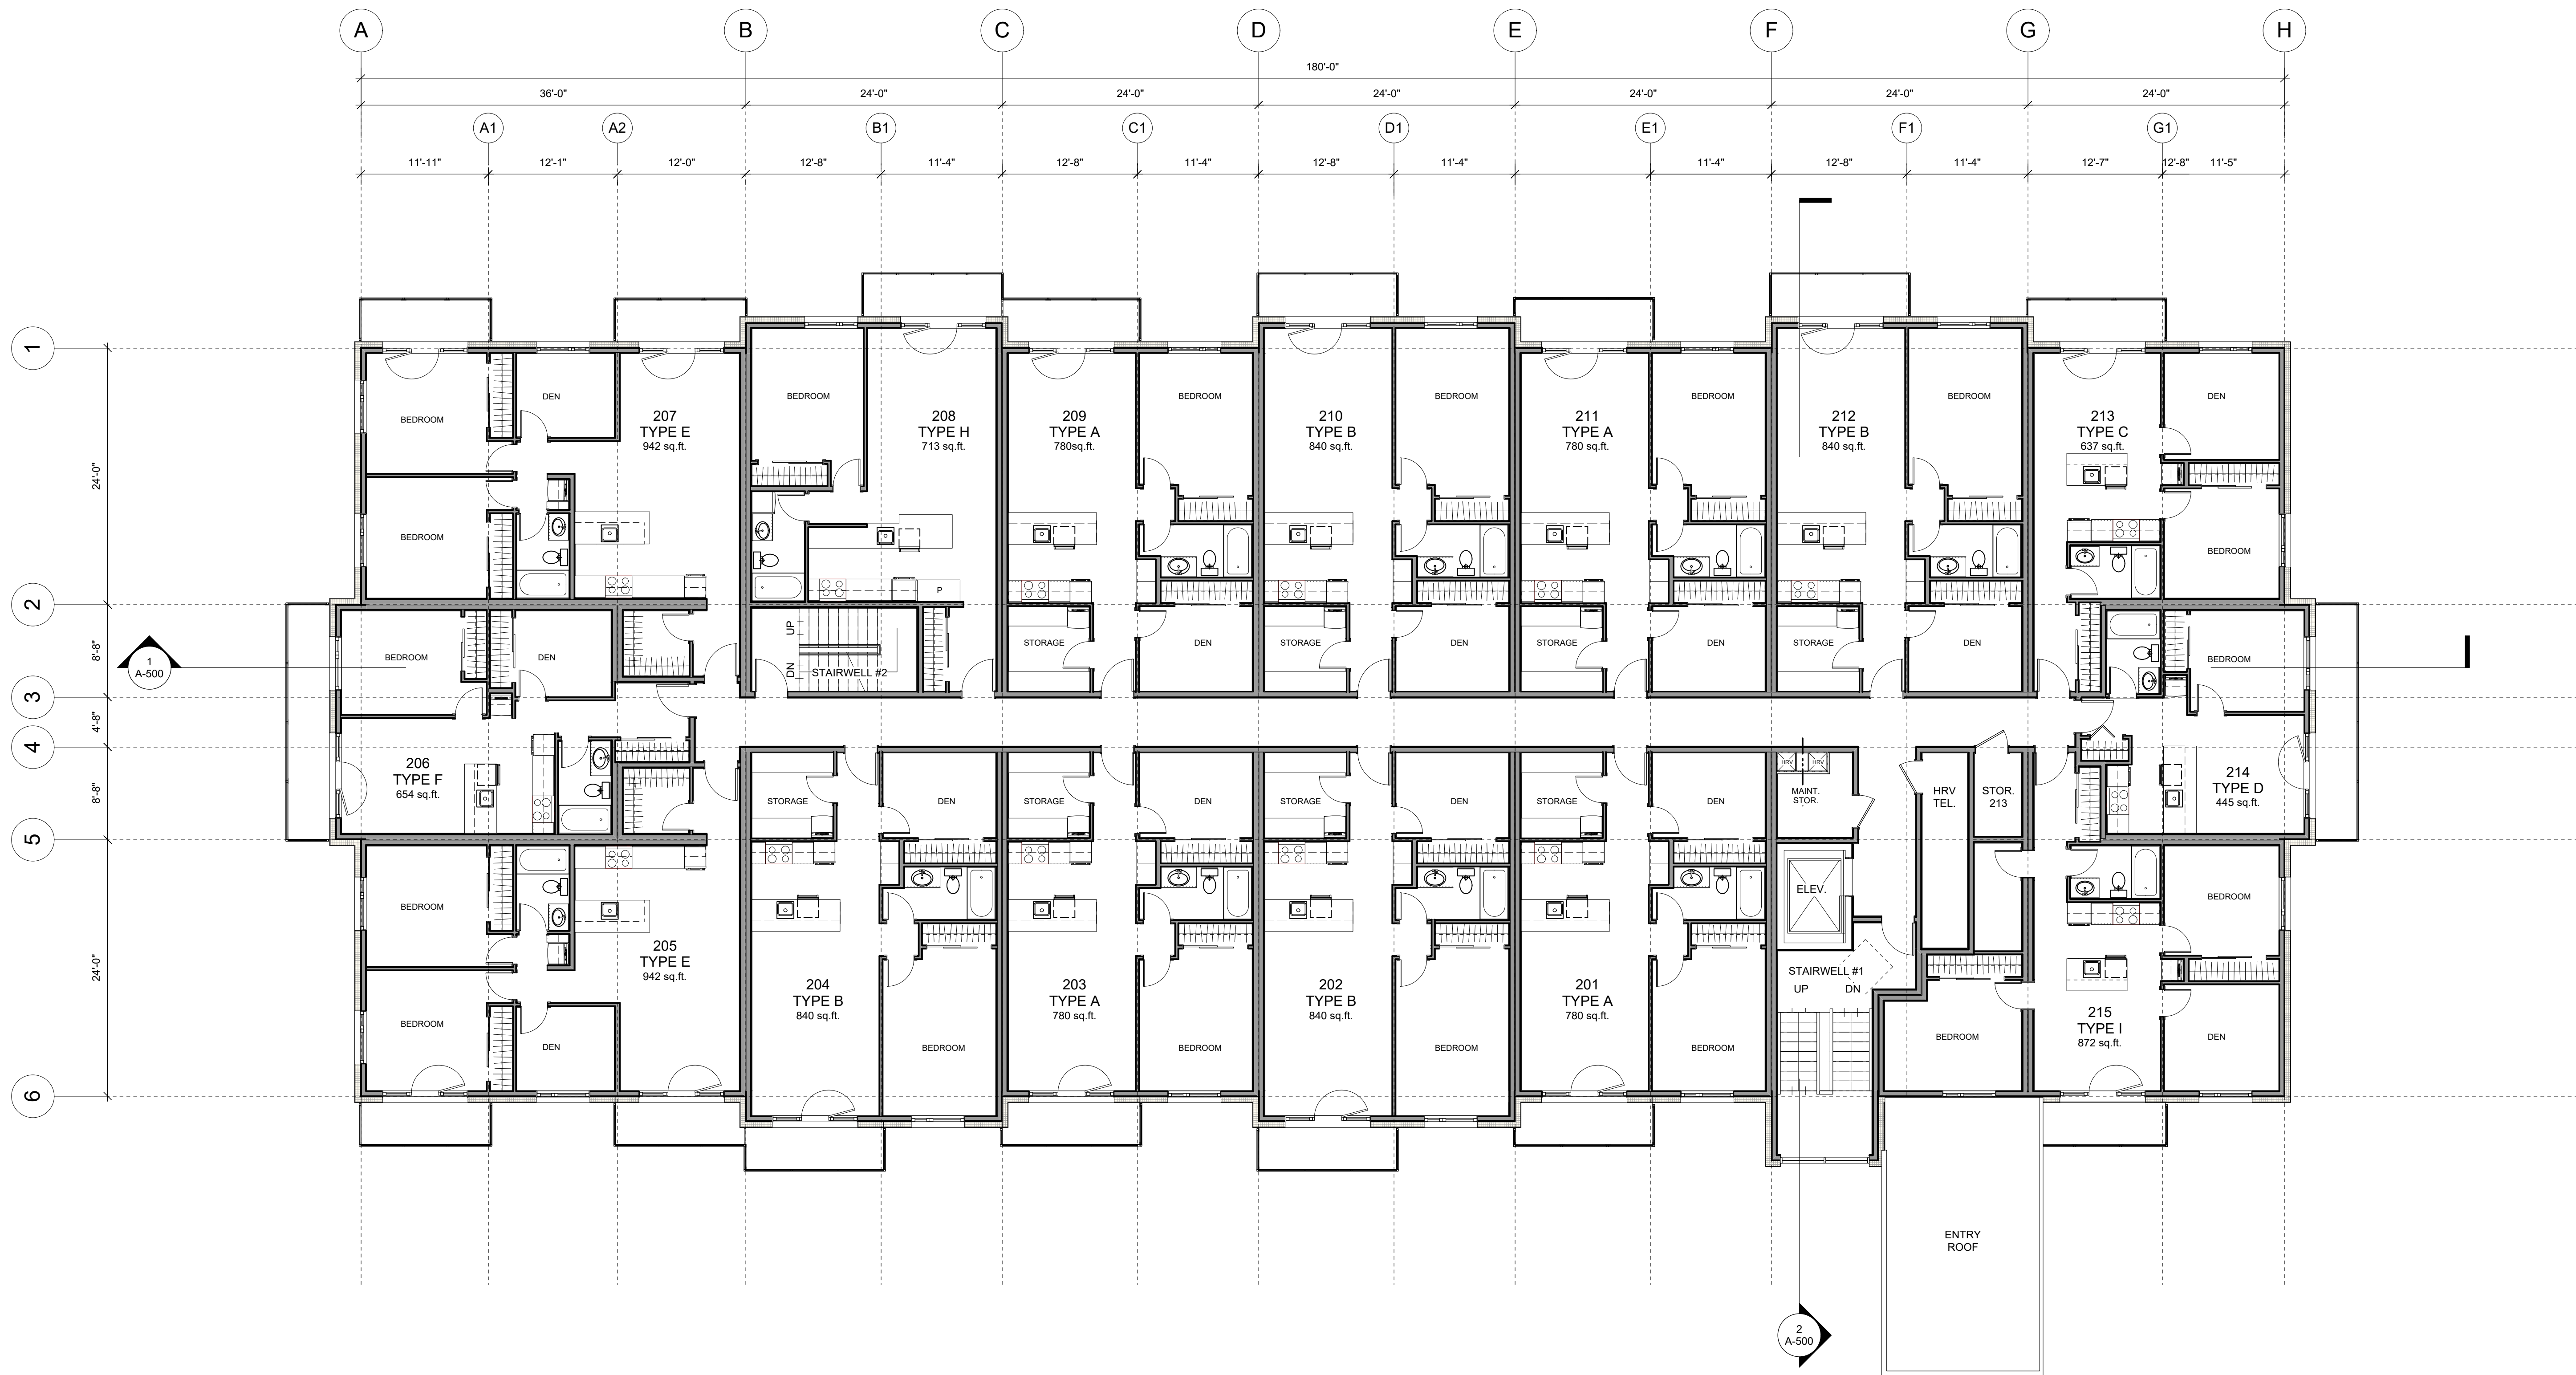 A
B
C
D
E
F
G
H
180'-0"
36'-0"
24'-0"
24'-0"
24'-0"
24'-0"
24'-0"
24'-0"
A1
A2
B1
C1
D1
E1
F1
G1
11'-11"
12'-1"
12'-0"
12'-8"
11'-4"
12'-8"
11'-4"
12'-8"
11'-4"
11'-4"
12'-8"
11'-4"
12'-7"
12'-8"
11'-5"
1
2
3
4
5
6
24'-0"
8'-8"
4'-8"
8'-8"
24'-0"
1
A-500
BEDROOM
DEN
207
TYPE E
942 sq.ft.
BEDROOM
BEDROOM
208
TYPE H
713 sq.ft.
P
209
TYPE A
780sq.ft.
BEDROOM
STORAGE
DEN
210
TYPE B
840 sq.ft.
BEDROOM
STORAGE
DEN
211
TYPE A
780 sq.ft.
BEDROOM
STORAGE
DEN
212
TYPE B
840 sq.ft.
BEDROOM
STORAGE
DEN
213
TYPE C
637 sq.ft.
DEN
BEDROOM
BEDROOM
DEN
UP
DN
STAIRWELL #2
BEDROOM
206
TYPE F
654 sq.ft.
214
TYPE D
445 sq.ft.
STORAGE
DEN
STORAGE
DEN
STORAGE
DEN
STORAGE
DEN
HRV
HRV
MAINT.
STOR.
HRV
TEL.
STOR.
213
ELEV.
STAIRWELL #1
UP
DN
BEDROOM
BEDROOM
DEN
205
TYPE E
942 sq.ft.
204
TYPE B
840 sq.ft.
BEDROOM
203
TYPE A
780 sq.ft.
BEDROOM
202
TYPE B
840 sq.ft.
BEDROOM
201
TYPE A
780 sq.ft.
BEDROOM
BEDROOM
215
TYPE I
872 sq.ft.
BEDROOM
DEN
ENTRY
ROOF
2
A-500